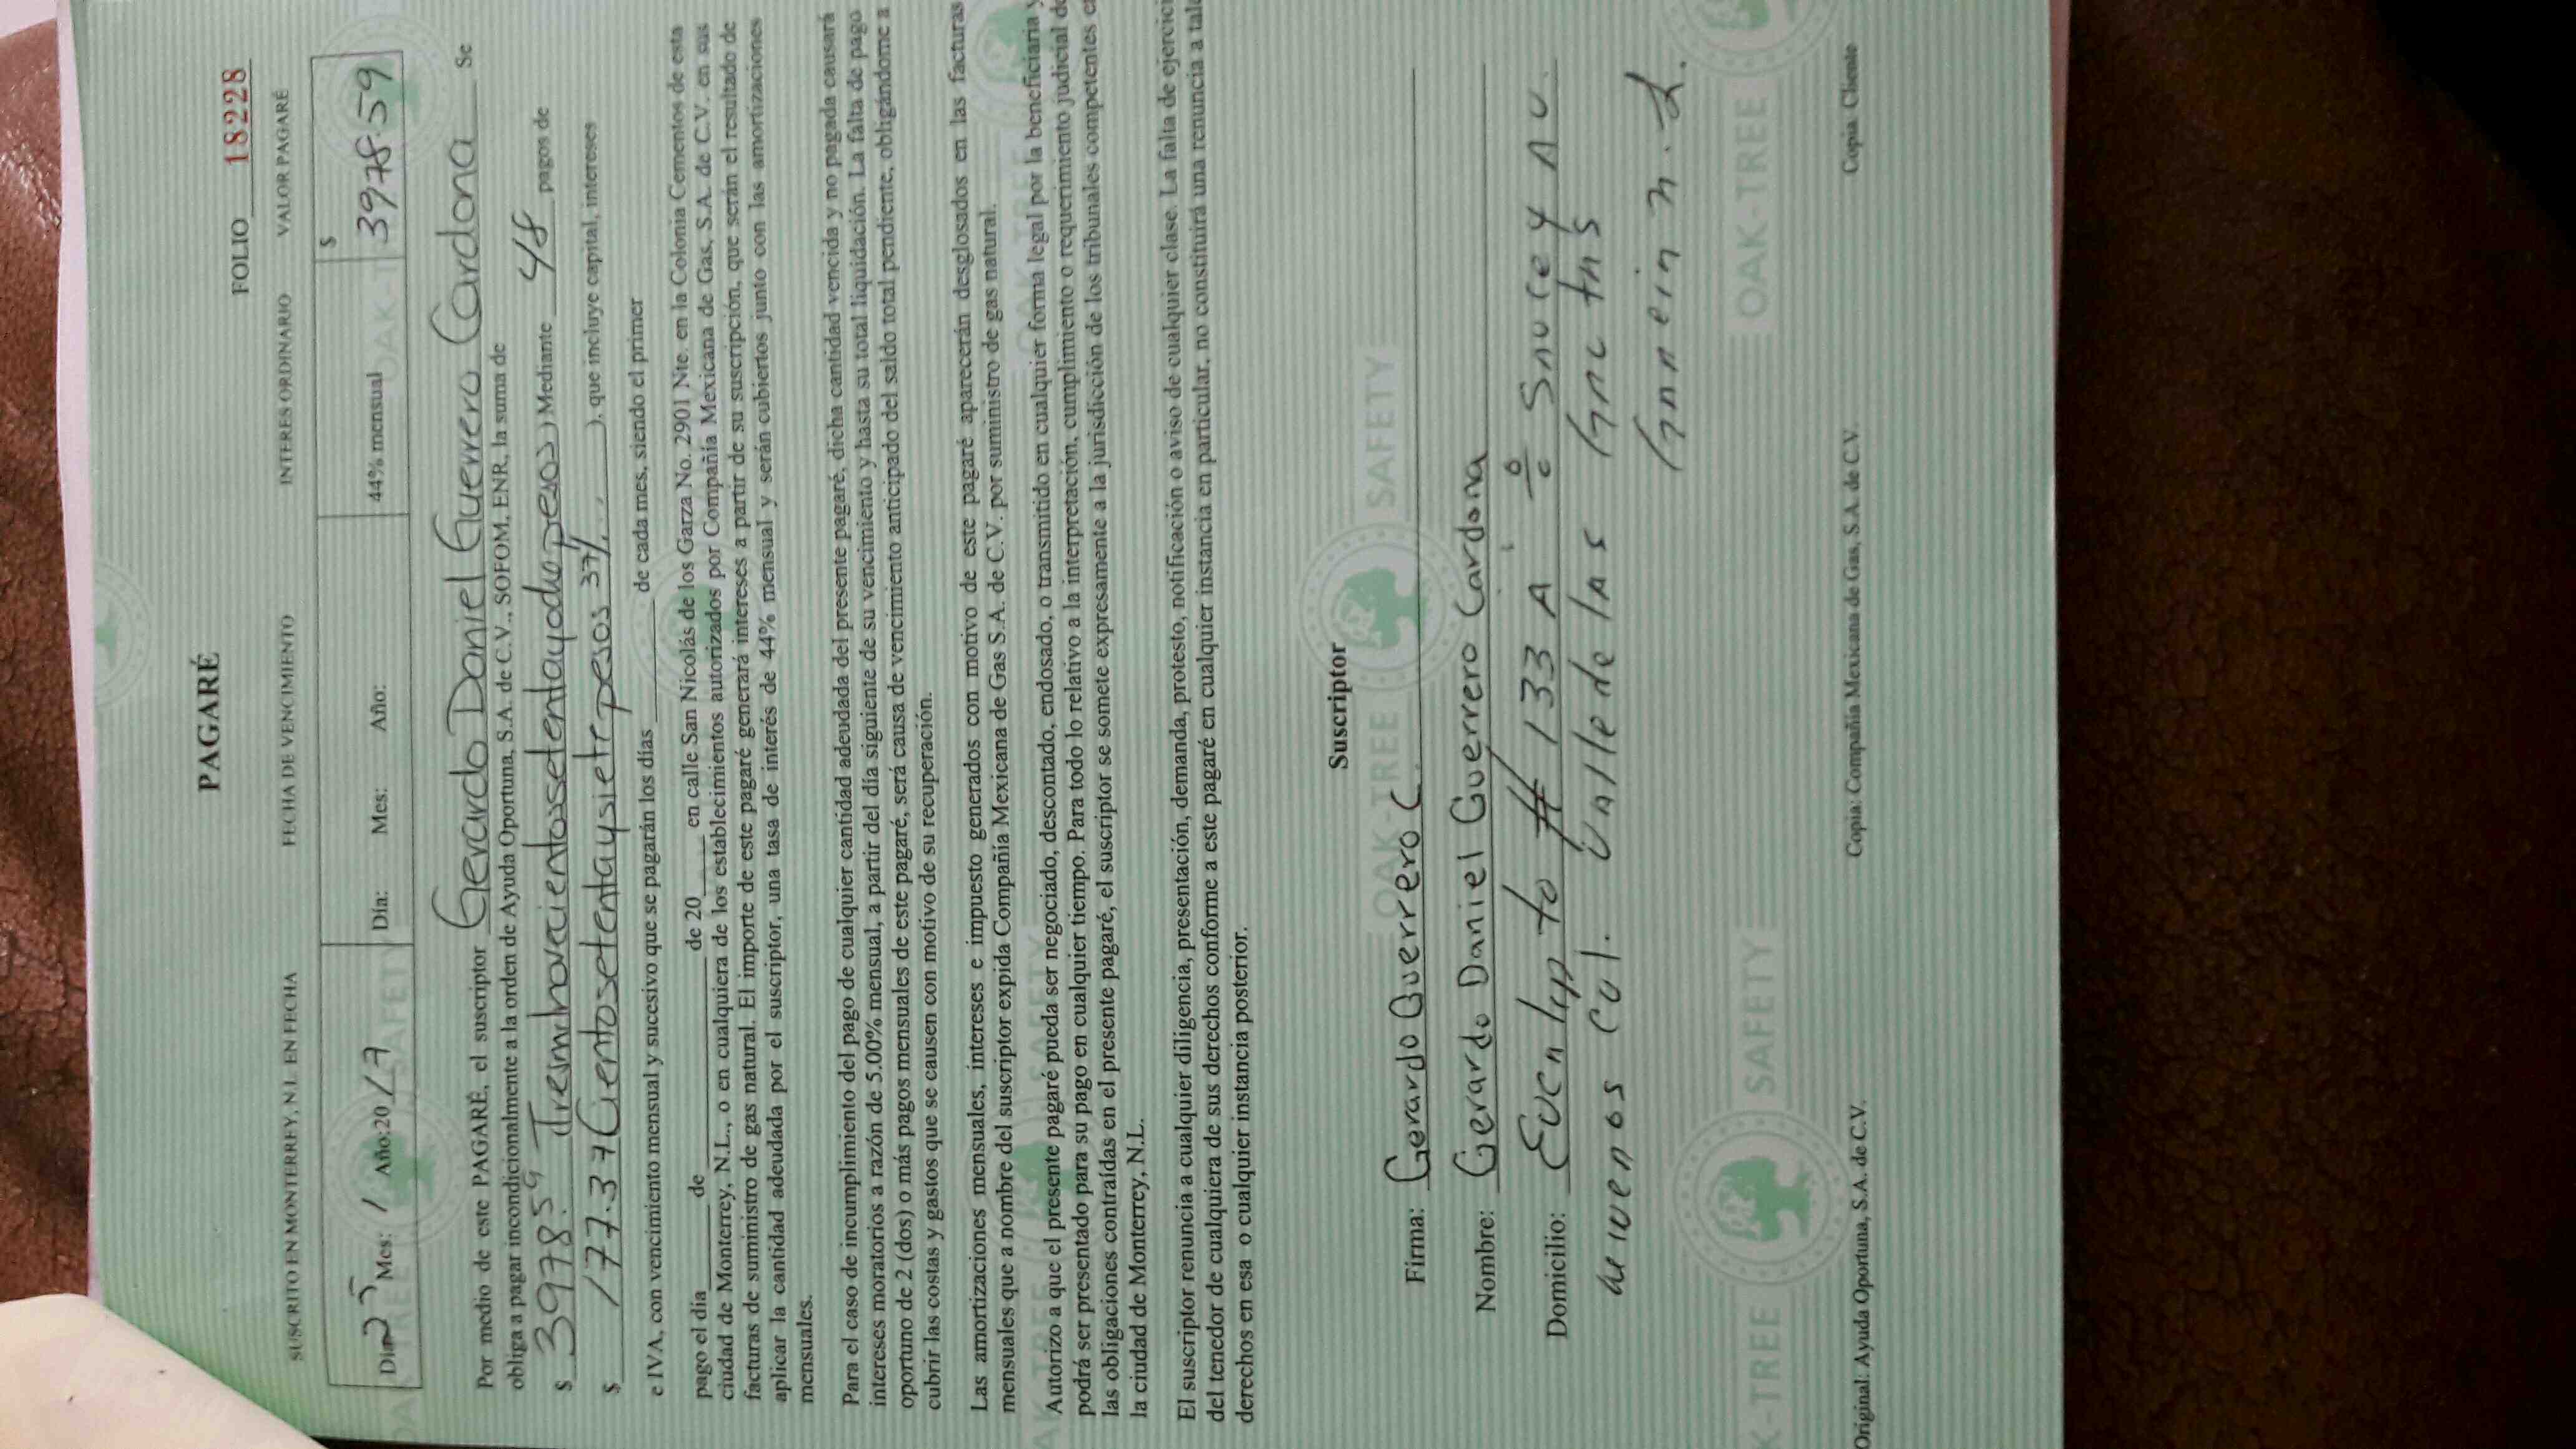 PAGARÉ
FOLIO 18228
SUSCRITO EN MONTERREY, N.L. EN FECHA FECHA DE VENCIMIENTO INTERES ORDINARIO VALOR PAGARÉ
Día: 25 Mes: 1 Año:20 17 Día: Mes: Año: 44% mensual $ 3978.59
Por medio de este PAGARÉ, el suscriptor Gerardo Daniel Guerrero Cardona Se
obliga a pagar incondicionalmente a la orden de Ayuda Oportuna, S.A. de C.V., SOFOM, ENR, la suma de
$ 3978.59 Tresmilnovecientossetentayochopesos) Mediante 48 pagos de
$ 177.37 Cientosetentaysietepesos 37/. ), que incluye capital, intereses
e IVA, con vencimiento mensual y sucesivo que se pagarán los días de cada mes, siendo el primer
pago el día de de 20 en calle San Nicolás de los Garza No. 2901 Nte. en la Colonia Cementos de esta
ciudad de Monterrey, N.L., o en cualquiera de los establecimientos autorizados por Compañía Mexicana de Gas, S.A. de C.V. en sus
facturas de suministro de gas natural. El importe de este pagaré generará intereses a partir de su suscripción, que serán el resultado de
aplicar la cantidad adeudada por el suscriptor, una tasa de interés de 44% mensual y serán cubiertos junto con las amortizaciones
mensuales.
Para el caso de incumplimiento del pago de cualquier cantidad adeudada del presente pagaré, dicha cantidad vencida y no pagada causará
intereses moratorios a razón de 5.00% mensual, a partir del día siguiente de su vencimiento y hasta su total liquidación. La falta de pago
oportuno de 2 (dos) o más pagos mensuales de este pagaré, será causa de vencimiento anticipado del saldo total pendiente, obligándome a
cubrir las costas y gastos que se causen con motivo de su recuperación.
Las amortizaciones mensuales, intereses e impuesto generados con motivo de este pagaré aparecerán desglosados en las facturas
mensuales que a nombre del suscriptor expida Compañía Mexicana de Gas S.A. de C.V. por suministro de gas natural.
Autorizo a que el presente pagaré pueda ser negociado, descontado, endosado, o transmitido en cualquier forma legal por la beneficiaria y
podrá ser presentado para su pago en cualquier tiempo. Para todo lo relativo a la interpretación, cumplimiento o requerimiento judicial de
las obligaciones contraídas en el presente pagaré, el suscriptor se somete expresamente a la jurisdicción de los tribunales competentes en
la ciudad de Monterrey, N.L.
El suscriptor renuncia a cualquier diligencia, presentación, demanda, protesto, notificación o aviso de cualquier clase. La falta de ejercici
del tenedor de cualquiera de sus derechos conforme a este pagaré en cualquier instancia en particular, no constituirá una renuncia a tale
derechos en esa o cualquier instancia posterior.
Suscriptor
Firma: Gerardo Guerrero C
Nombre: Gerardo Daniel Guerrero Cardona
Domicilio: # 133 A
col. Valle de las
OAK-TREE SAFETY OAK-TREE
Original: Ayuda Oportuna, S.A. de C.V. Copia: Compañía Mexicana de Gas, S.A. de C.V. Copia: Cliente